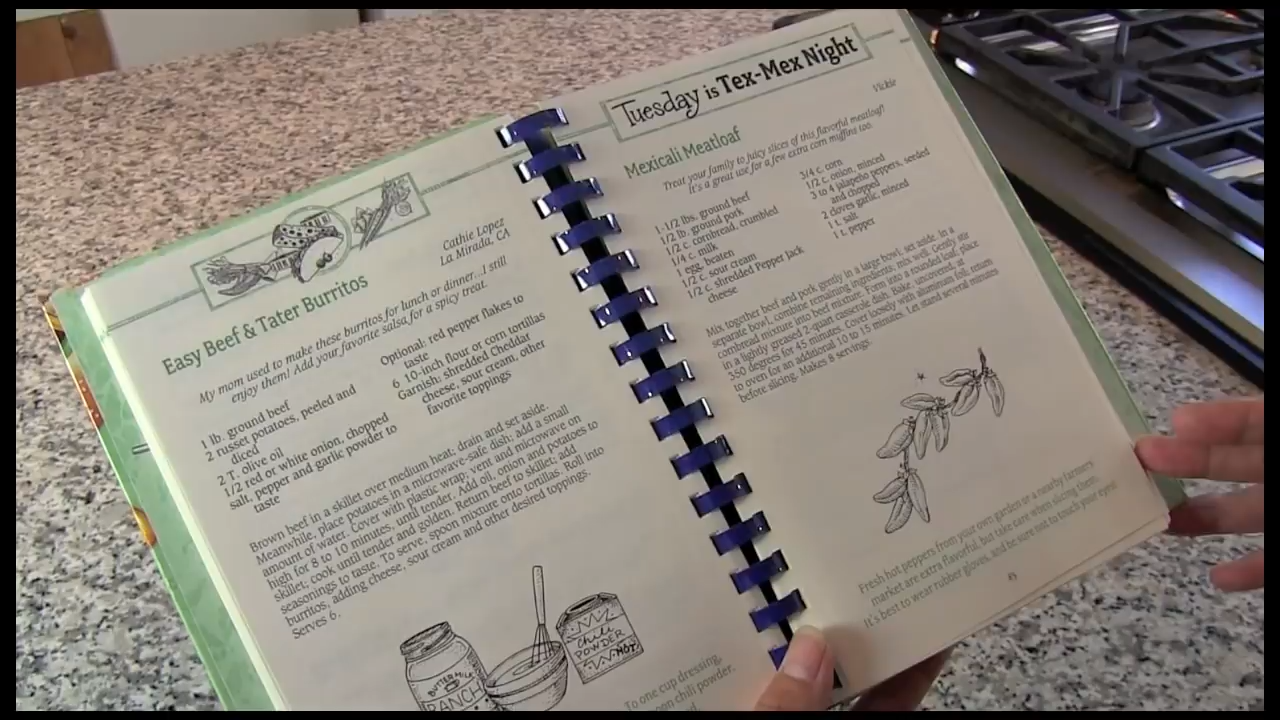 Easy Beef & Tater Burritos
Cathie Lopez
La Mirada, CA
My mom used to make these burritos for lunch or dinner...I still
enjoy them! Add your favorite salsa for a spicy treat.
1 lb. ground beef
2 russet potatoes, peeled and
diced
2 T. olive oil
1/2 red or white onion, chopped
salt, pepper and garlic powder to
taste
Optional: red pepper flakes to
taste
6 10-inch flour or corn tortillas
Garnish: shredded Cheddar
cheese, sour cream, other
favorite toppings
Brown beef in a skillet over medium heat; drain and set aside.
Meanwhile, place potatoes in a microwave-safe dish; add a small
amount of water. Cover with plastic wrap; vent and microwave on
high for 8 to 10 minutes, until tender. Add oil, onion and potatoes to
skillet; cook until tender and golden. Return beef to skillet; add
seasonings to taste. To serve, spoon mixture onto tortillas. Roll into
burritos, adding cheese, sour cream and other desired toppings.
Serves 6.
BUTTERMILK
RANCH
Chili
POWDER
HOT
To one cup dressing,
spoon chili powder.
Tuesday is Tex-Mex Night
Vickie
Mexicali Meatloaf
Treat your family to juicy slices of this flavorful meatloaf!
It's a great use for a few extra corn muffins too.
1-1/2 lbs. ground beef
1/2 lb. ground pork
1/2 c. cornbread, crumbled
1/4 c. milk
1 egg, beaten
1/2 c. sour cream
1/2 c. shredded Pepper Jack
cheese
3/4 c. corn
1/2 c. onion, minced
3 to 4 jalapeño peppers, seeded
and chopped
2 cloves garlic, minced
1 t. salt
1 t. pepper
Mix together beef and pork gently in a large bowl; set aside. In a
separate bowl, combine remaining ingredients; mix well. Gently stir
cornbread mixture into beef mixture. Form into a rounded loaf; place
in a lightly greased 2-quart casserole dish. Bake, uncovered, at
350 degrees for 45 minutes. Cover loosely with aluminum foil; return
to oven for an additional 10 to 15 minutes. Let stand several minutes
before slicing. Makes 8 servings.
Fresh hot peppers from your own garden or a nearby farmers'
market are extra flavorful, but take care when slicing them.
It's best to wear rubber gloves, and be sure not to touch your eyes!